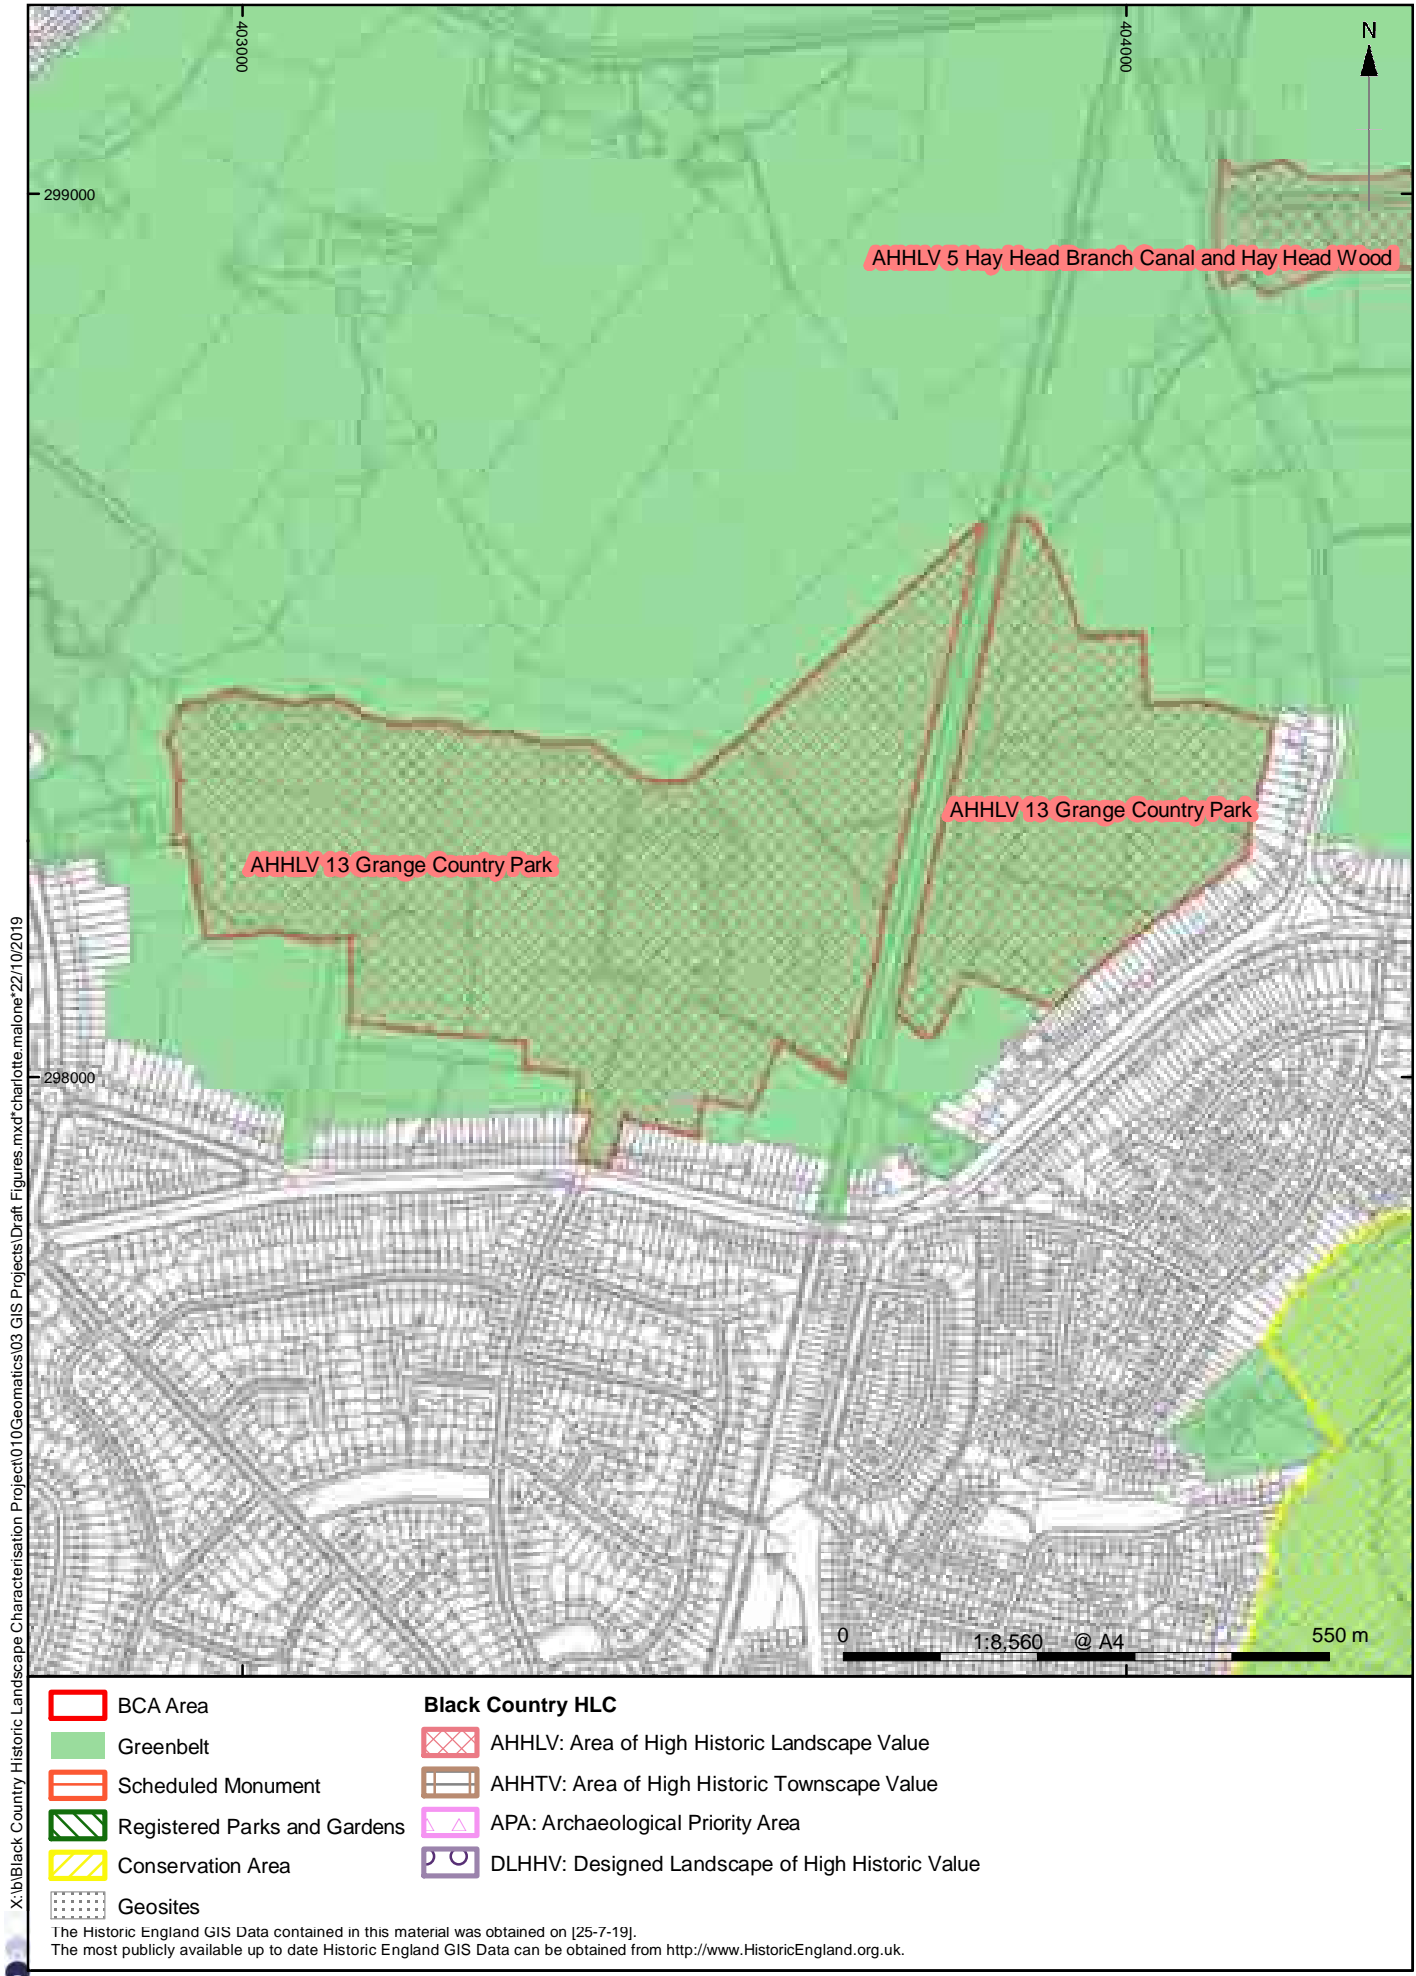 403000
404000
N
299000
AHHLV 5 Hay Head Branch Canal and Hay Head Wood
AHHLV 13 Grange Country Park
AHHLV 13 Grange Country Park
298000
0
1:8,560 @ A4
550 m
X:\b\Black Country Historic Landscape Characterisation Project\010Geomatics\03 GIS Projects\Draft Figures.mxd*charlotte.malone*22/10/2019
BCA Area
Greenbelt
Scheduled Monument
Registered Parks and Gardens
Conservation Area
Geosites
Black Country HLC
AHHLV: Area of High Historic Landscape Value
AHHTV: Area of High Historic Townscape Value
APA: Archaeological Priority Area
DLHHV: Designed Landscape of High Historic Value
The Historic England GIS Data contained in this material was obtained on [25-7-19].
The most publicly available up to date Historic England GIS Data can be obtained from http://www.HistoricEngland.org.uk.